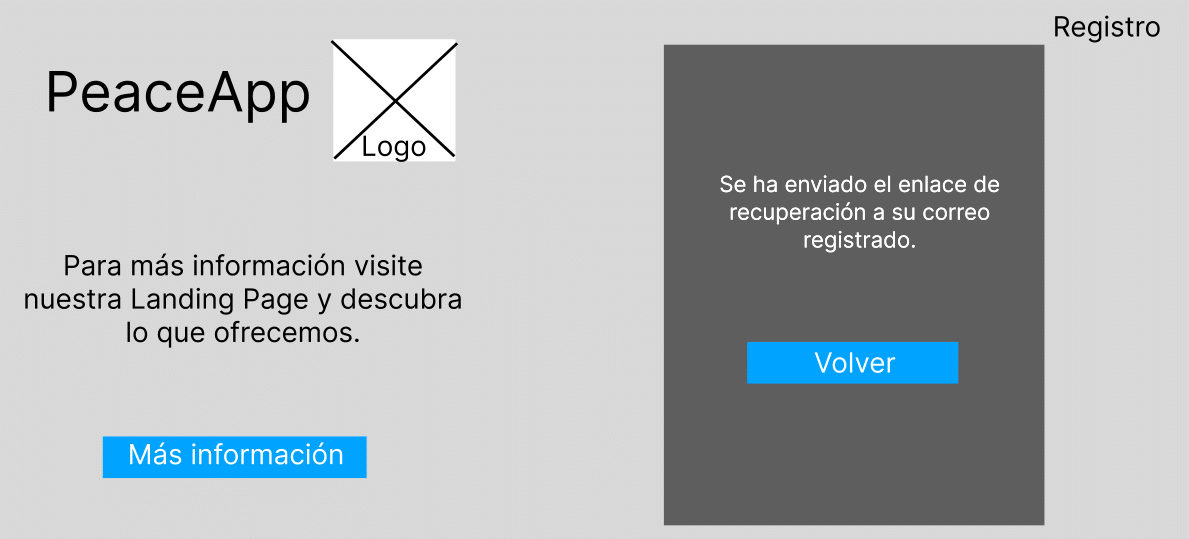 Registro
PeaceApp
Logo
Para más información visite
nuestra Landing Page y descubra
lo que ofrecemos.
Más información
Se ha enviado el enlace de
recuperación a su correo
registrado.
Volver